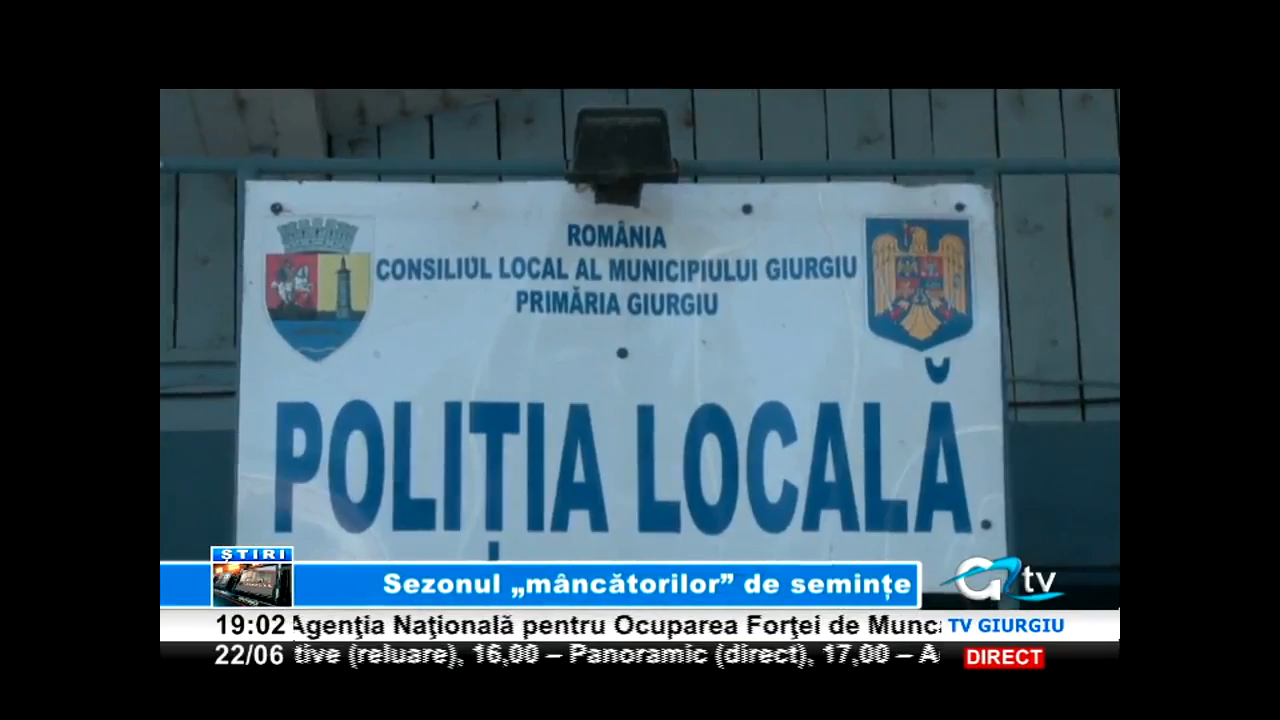 ROMÂNIA
CONSILIUL LOCAL AL MUNICIPIULUI GIURGIU
PRIMĂRIA GIURGIU
POLIȚIA LOCALĂ
ŞTIRI
Sezonul „mâncătorilor” de semințe
G tv
19:02 Agenţia Naţională pentru Ocuparea Forţei de Munc TV GIURGIU
22/06 tive (reluare), 16,00 – Panoramic (direct), 17,00 – A DIRECT